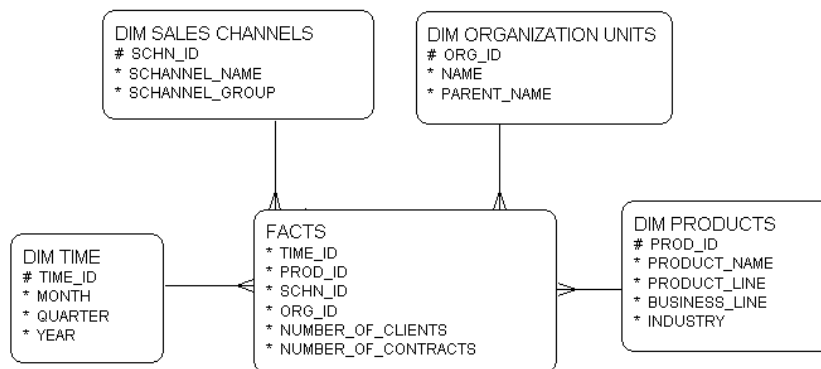 DIM SALES CHANNELS
# SCHN_ID
* SCHANNEL_NAME
* SCHANNEL_GROUP
DIM ORGANIZATION UNITS
# ORG_ID
* NAME
* PARENT_NAME
DIM TIME
# TIME_ID
* MONTH
* QUARTER
* YEAR
FACTS
* TIME_ID
* PROD_ID
* SCHN_ID
* ORG_ID
* NUMBER_OF_CLIENTS
* NUMBER_OF_CONTRACTS
DIM PRODUCTS
# PROD_ID
* PRODUCT_NAME
* PRODUCT_LINE
* BUSINESS_LINE
* INDUSTRY